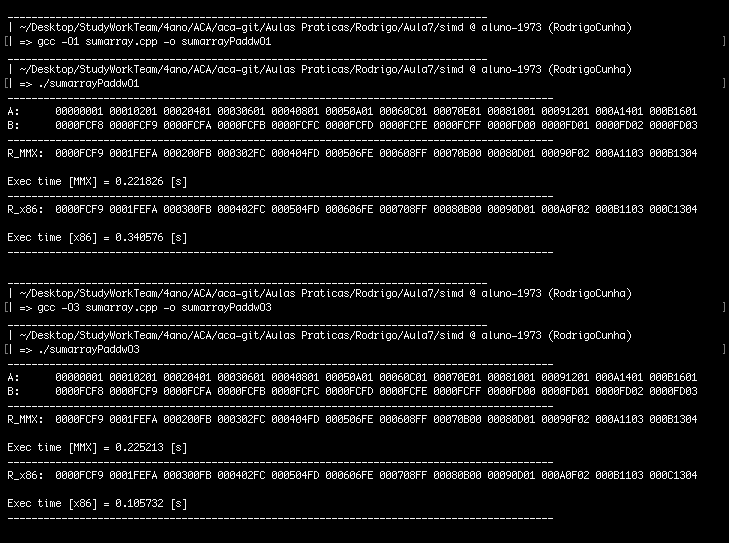 | ~/Desktop/StudyWorkTeam/4ano/ACA/aca-git/Aulas Praticas/Rodrigo/Aula7/simd @ aluno-1973 (RodrigoCunha)
[| => gcc -O1 sumarray.cpp -o sumarrayPaddwO1 ]
| ~/Desktop/StudyWorkTeam/4ano/ACA/aca-git/Aulas Praticas/Rodrigo/Aula7/simd @ aluno-1973 (RodrigoCunha)
[| => ./sumarrayPaddwO1 ]
A: 00000001 00010201 00020401 00030601 00040801 00050A01 00060C01 00070E01 00081001 00091201 000A1401 000B1601
B: 0000FCF8 0000FCF9 0000FCFA 0000FCFB 0000FCFC 0000FCFD 0000FCFE 0000FCFF 0000FD00 0000FD01 0000FD02 0000FD03
R_MMX: 0000FCF9 0001FEFA 000200FB 000302FC 000404FD 000506FE 000608FF 00070B00 00080D01 00090F02 000A1103 000B1304
Exec time [MMX] = 0.221826 [s]
R_x86: 0000FCF9 0001FEFA 000300FB 000402FC 000504FD 000606FE 000708FF 00080B00 00090D01 000A0F02 000B1103 000C1304
Exec time [x86] = 0.340576 [s]
| ~/Desktop/StudyWorkTeam/4ano/ACA/aca-git/Aulas Praticas/Rodrigo/Aula7/simd @ aluno-1973 (RodrigoCunha)
[| => gcc -O3 sumarray.cpp -o sumarrayPaddwO3 ]
| ~/Desktop/StudyWorkTeam/4ano/ACA/aca-git/Aulas Praticas/Rodrigo/Aula7/simd @ aluno-1973 (RodrigoCunha)
[| => ./sumarrayPaddwO3 ]
A: 00000001 00010201 00020401 00030601 00040801 00050A01 00060C01 00070E01 00081001 00091201 000A1401 000B1601
B: 0000FCF8 0000FCF9 0000FCFA 0000FCFB 0000FCFC 0000FCFD 0000FCFE 0000FCFF 0000FD00 0000FD01 0000FD02 0000FD03
R_MMX: 0000FCF9 0001FEFA 000200FB 000302FC 000404FD 000506FE 000608FF 00070B00 00080D01 00090F02 000A1103 000B1304
Exec time [MMX] = 0.225213 [s]
R_x86: 0000FCF9 0001FEFA 000300FB 000402FC 000504FD 000606FE 000708FF 00080B00 00090D01 000A0F02 000B1103 000C1304
Exec time [x86] = 0.105732 [s]